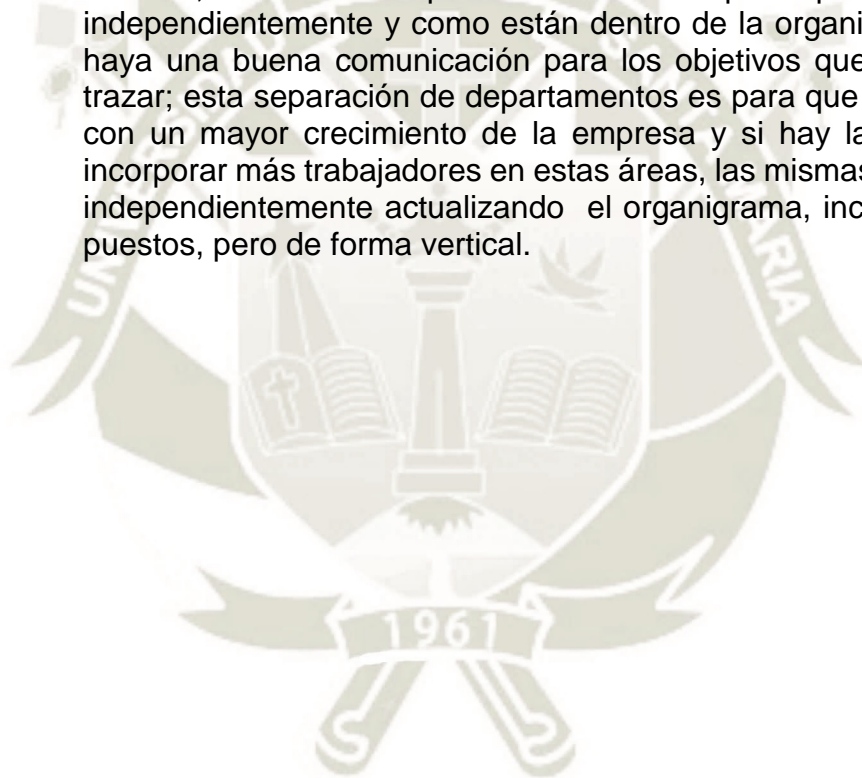 independientemente y como están dentro de la organi
haya una buena comunicación para los objetivos que
trazar; esta separación de departamentos es para que
con un mayor crecimiento de la empresa y si hay la
incorporar más trabajadores en estas áreas, las mismas
independientemente actualizando el organigrama, inc
puestos, pero de forma vertical.
1961